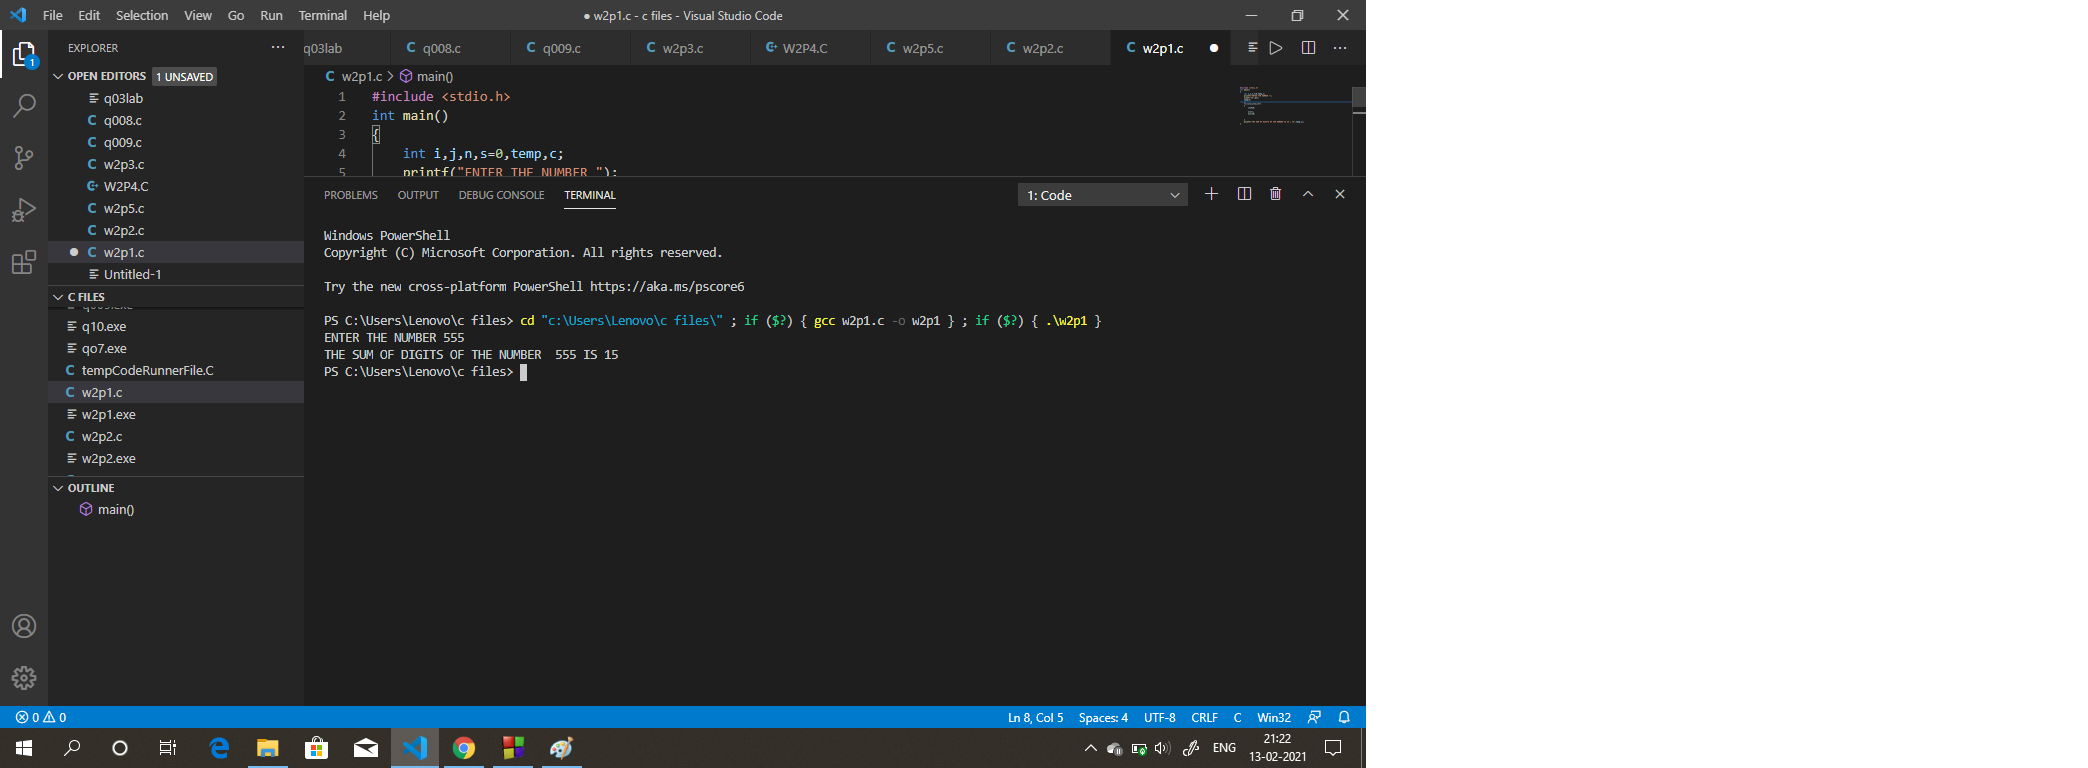 File Edit Selection View Go Run Terminal Help
● w2p1.c - c files - Visual Studio Code
EXPLORER
OPEN EDITORS 1 UNSAVED
q03lab
q008.c
q009.c
w2p3.c
W2P4.C
w2p5.c
w2p2.c
w2p1.c
Untitled-1
C FILES
q10.exe
qo7.exe
tempCodeRunnerFile.C
w2p1.c
w2p1.exe
w2p2.c
w2p2.exe
OUTLINE
main()
q03lab q008.c q009.c w2p3.c W2P4.C w2p5.c w2p2.c w2p1.c
w2p1.c > main()
1 #include <stdio.h>
2 int main()
3 {
4 int i,j,n,s=0,temp,c;
5 printf("ENTER THE NUMBER ");
PROBLEMS OUTPUT DEBUG CONSOLE TERMINAL
1: Code
Windows PowerShell
Copyright (C) Microsoft Corporation. All rights reserved.
Try the new cross-platform PowerShell https://aka.ms/pscore6
PS C:\Users\Lenovo\c files> cd "c:\Users\Lenovo\c files\" ; if ($?) { gcc w2p1.c -o w2p1 } ; if ($?) { .\w2p1 }
ENTER THE NUMBER 555
THE SUM OF DIGITS OF THE NUMBER  555 IS 15
PS C:\Users\Lenovo\c files>
0 0
Ln 8, Col 5 Spaces: 4 UTF-8 CRLF C Win32
ENG
21:22
13-02-2021